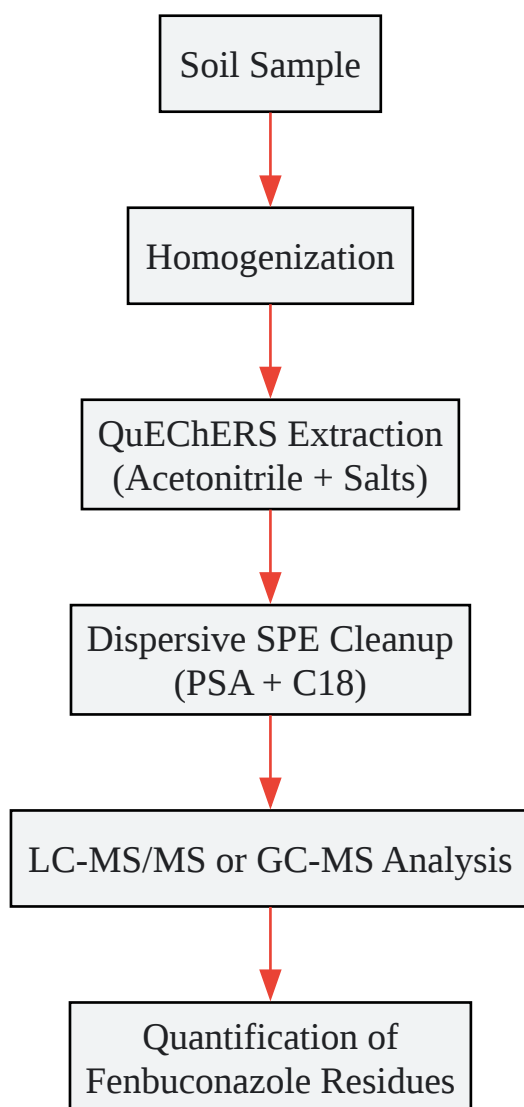 Soil Sample
Homogenization
QuEChERS Extraction
(Acetonitrile + Salts)
Dispersive SPE Cleanup
(PSA + C18)
LC-MS/MS or GC-MS Analysis
Quantification of
Fenbuconazole Residues